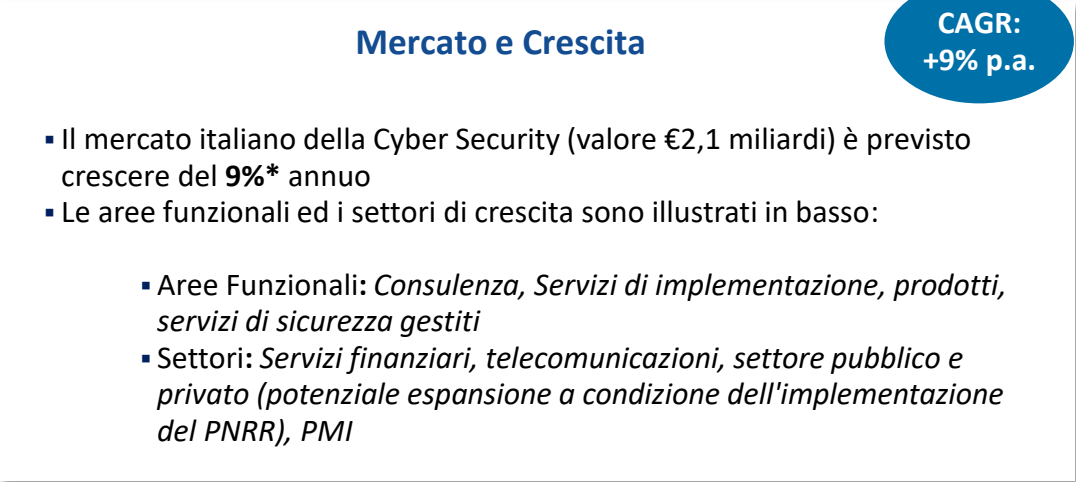 Mercato e Crescita
CAGR:
+9% p.a.
▪ Il mercato italiano della Cyber Security (valore €2,1 miliardi) è previsto
crescere del 9%* annuo
▪ Le aree funzionali ed i settori di crescita sono illustrati in basso:
▪ Aree Funzionali: Consulenza, Servizi di implementazione, prodotti,
servizi di sicurezza gestiti
▪ Settori: Servizi finanziari, telecomunicazioni, settore pubblico e
privato (potenziale espansione a condizione dell'implementazione
del PNRR), PMI